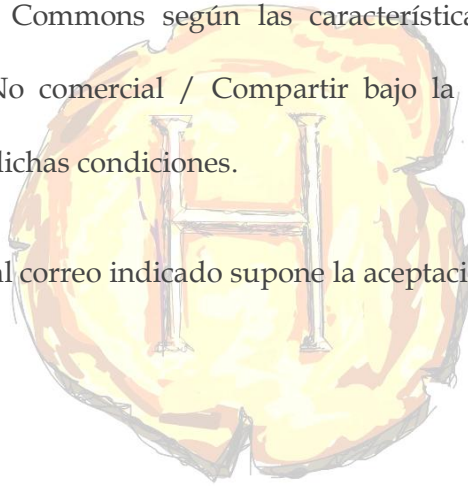 Commons según las característica
No comercial / Compartir bajo la
dichas condiciones.
H
al correo indicado supone la aceptaci